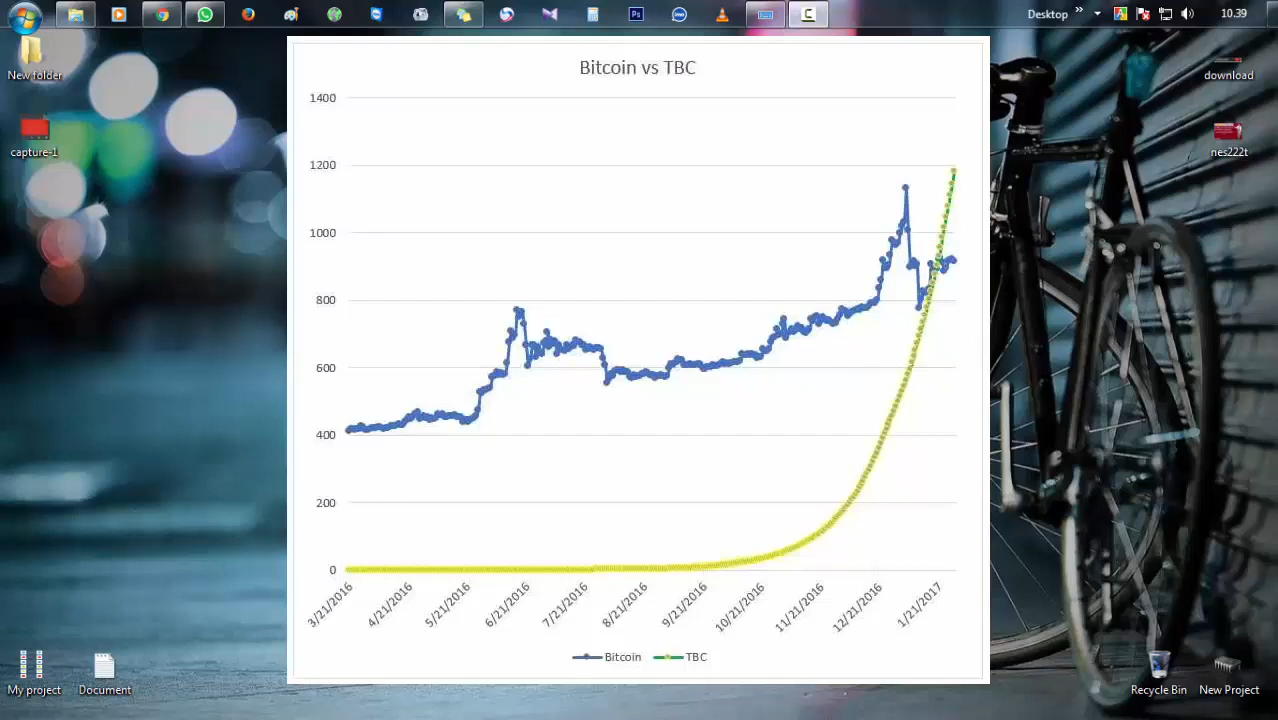 Desktop
10.39
New folder
download
capture-1
nes222t
Bitcoin vs TBC
1400
1200
1000
800
600
400
200
0
3/21/2016
4/21/2016
5/21/2016
6/21/2016
7/21/2016
8/21/2016
9/21/2016
10/21/2016
11/21/2016
12/21/2016
1/21/2017
Bitcoin
TBC
My project
Document
Recycle Bin
New Project
Ps
C